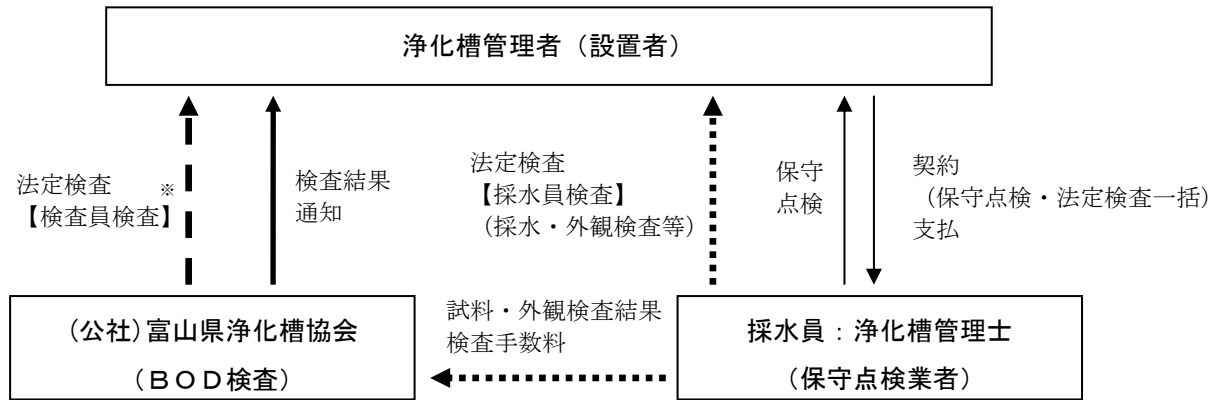 浄化槽管理者（設置者）
法定検査　※
【検査員検査】
検査結果
通知
法定検査
【採水員検査】
（採水・外観検査等）
保守
点検
契約
（保守点検・法定検査一括）
支払
(公社)富山県浄化槽協会
（ＢＯＤ検査）
試料・外観検査結果
検査手数料
採水員：浄化槽管理士
（保守点検業者）